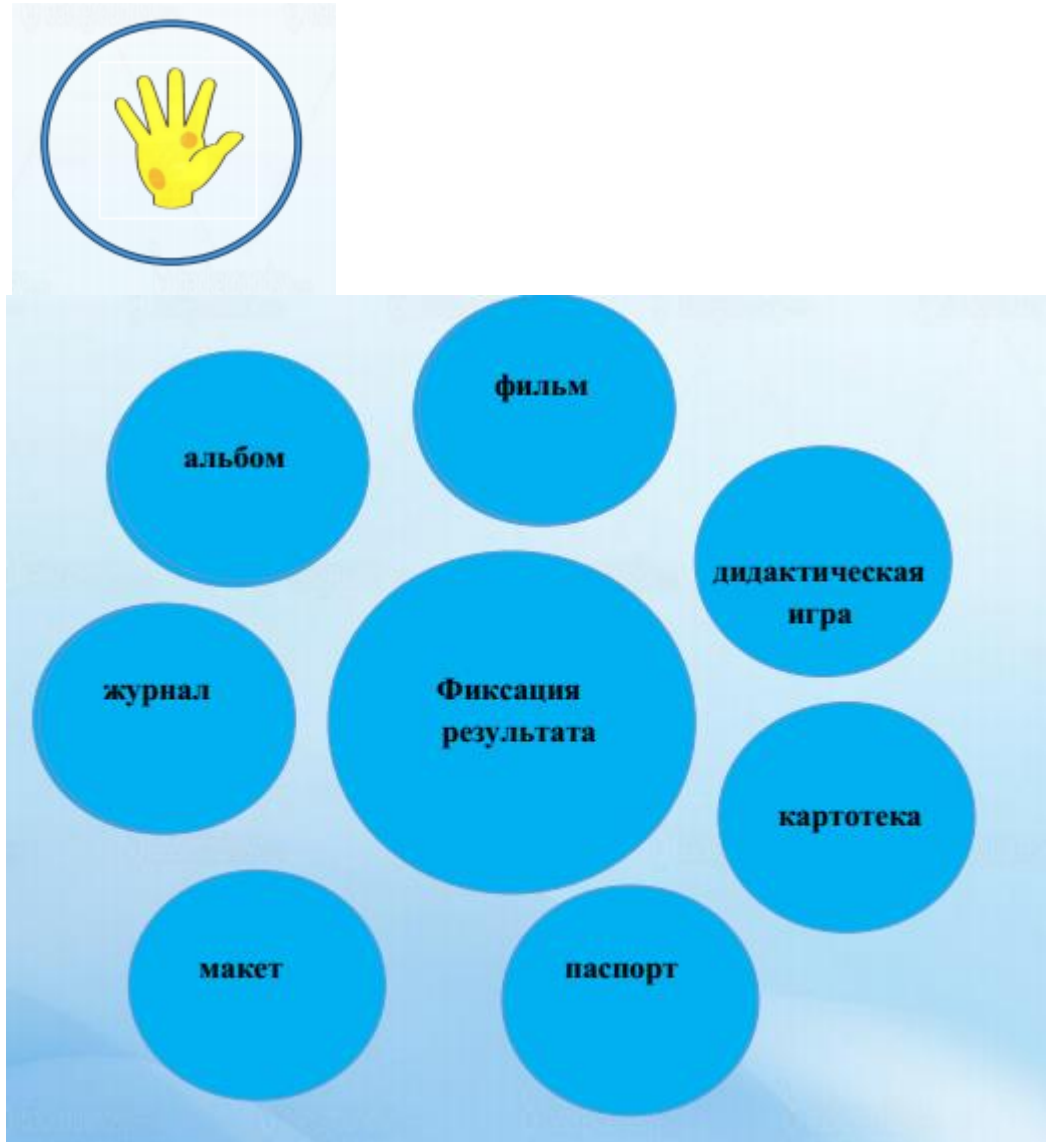 фильм
альбом
дидактическая
игра
журнал
Фиксация
результата
картотека
макет
паспорт